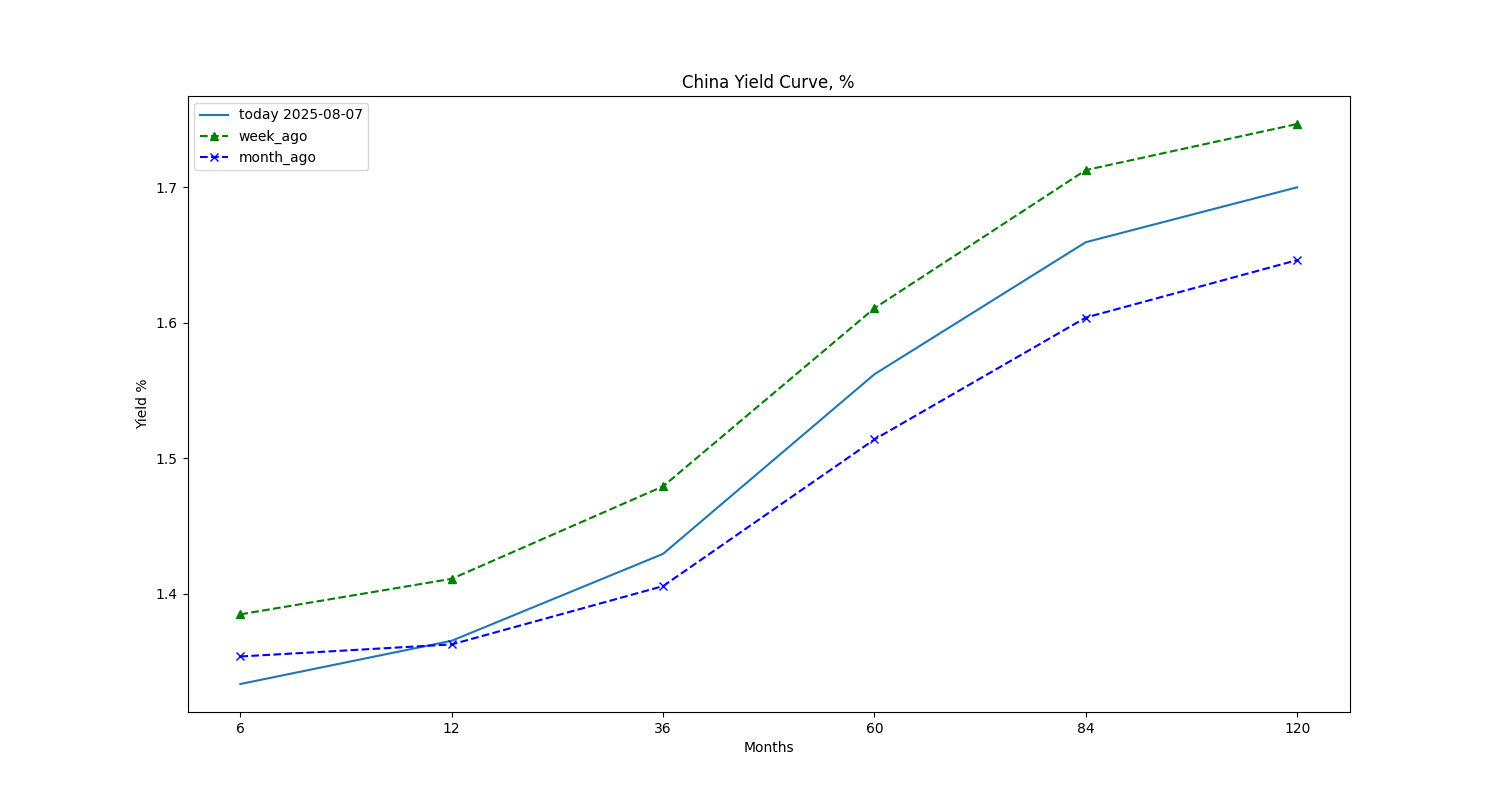 China Yield Curve, %
today 2025-08-07
week_ago
month_ago
1.7
1.6
1.5
1.4
Yield %
6 12 36 60 84 120
Months